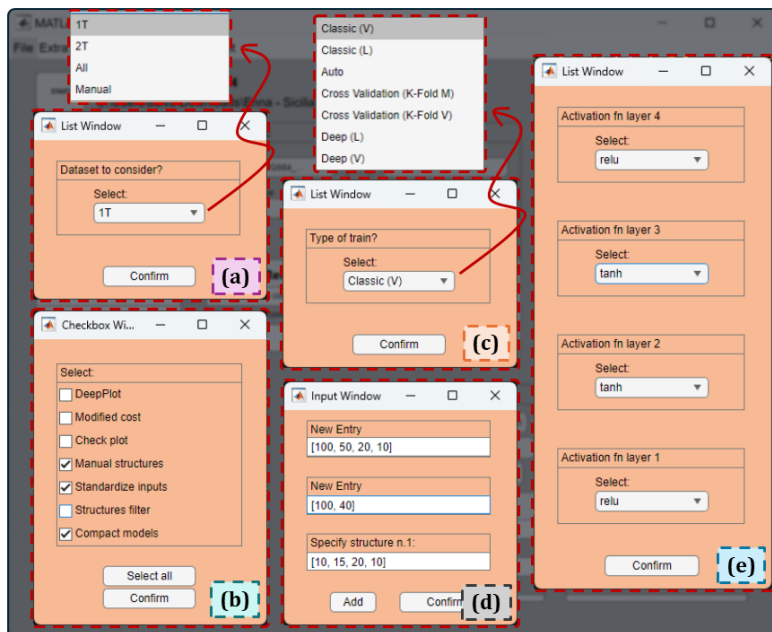 MATL
File Extra
1T
2T
All
Manual
List Window
Dataset to consider?
Select:
1T
Confirm
(a)
Checkbox Wi...
Select:
DeepPlot
Modified cost
Check plot
Manual structures
Standardize inputs
Structures filter
Compact models
Select all
Confirm
(b)
Classic (V)
Classic (L)
Auto
Cross Validation (K-Fold M)
Cross Validation (K-Fold V)
Deep (L)
Deep (V)
List Window
Type of train?
Select:
Classic (V)
Confirm
(c)
Input Window
New Entry
[100, 50, 20, 10]
New Entry
[100, 40]
Specify structure n.1:
[10, 15, 20, 10]
Add
Confirm
(d)
List Window
Activation fn layer 4
Select:
relu
Activation fn layer 3
Select:
tanh
Activation fn layer 2
Select:
tanh
Activation fn layer 1
Select:
relu
Confirm
(e)